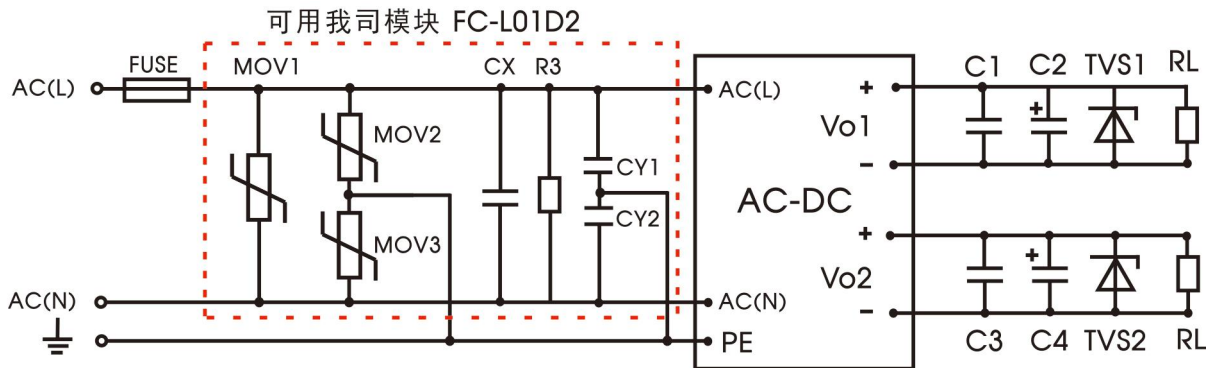 可用我司模块 FC-L01D2
FUSE
MOV1
CX
R3
C1
C2
TVS1
RL
AC(L)
AC(L)
+
+
MOV2
Vo1
CY1
−
AC-DC
CY2
MOV3
+
+
Vo2
AC(N)
AC(N)
−
PE
C3
C4
TVS2
RL